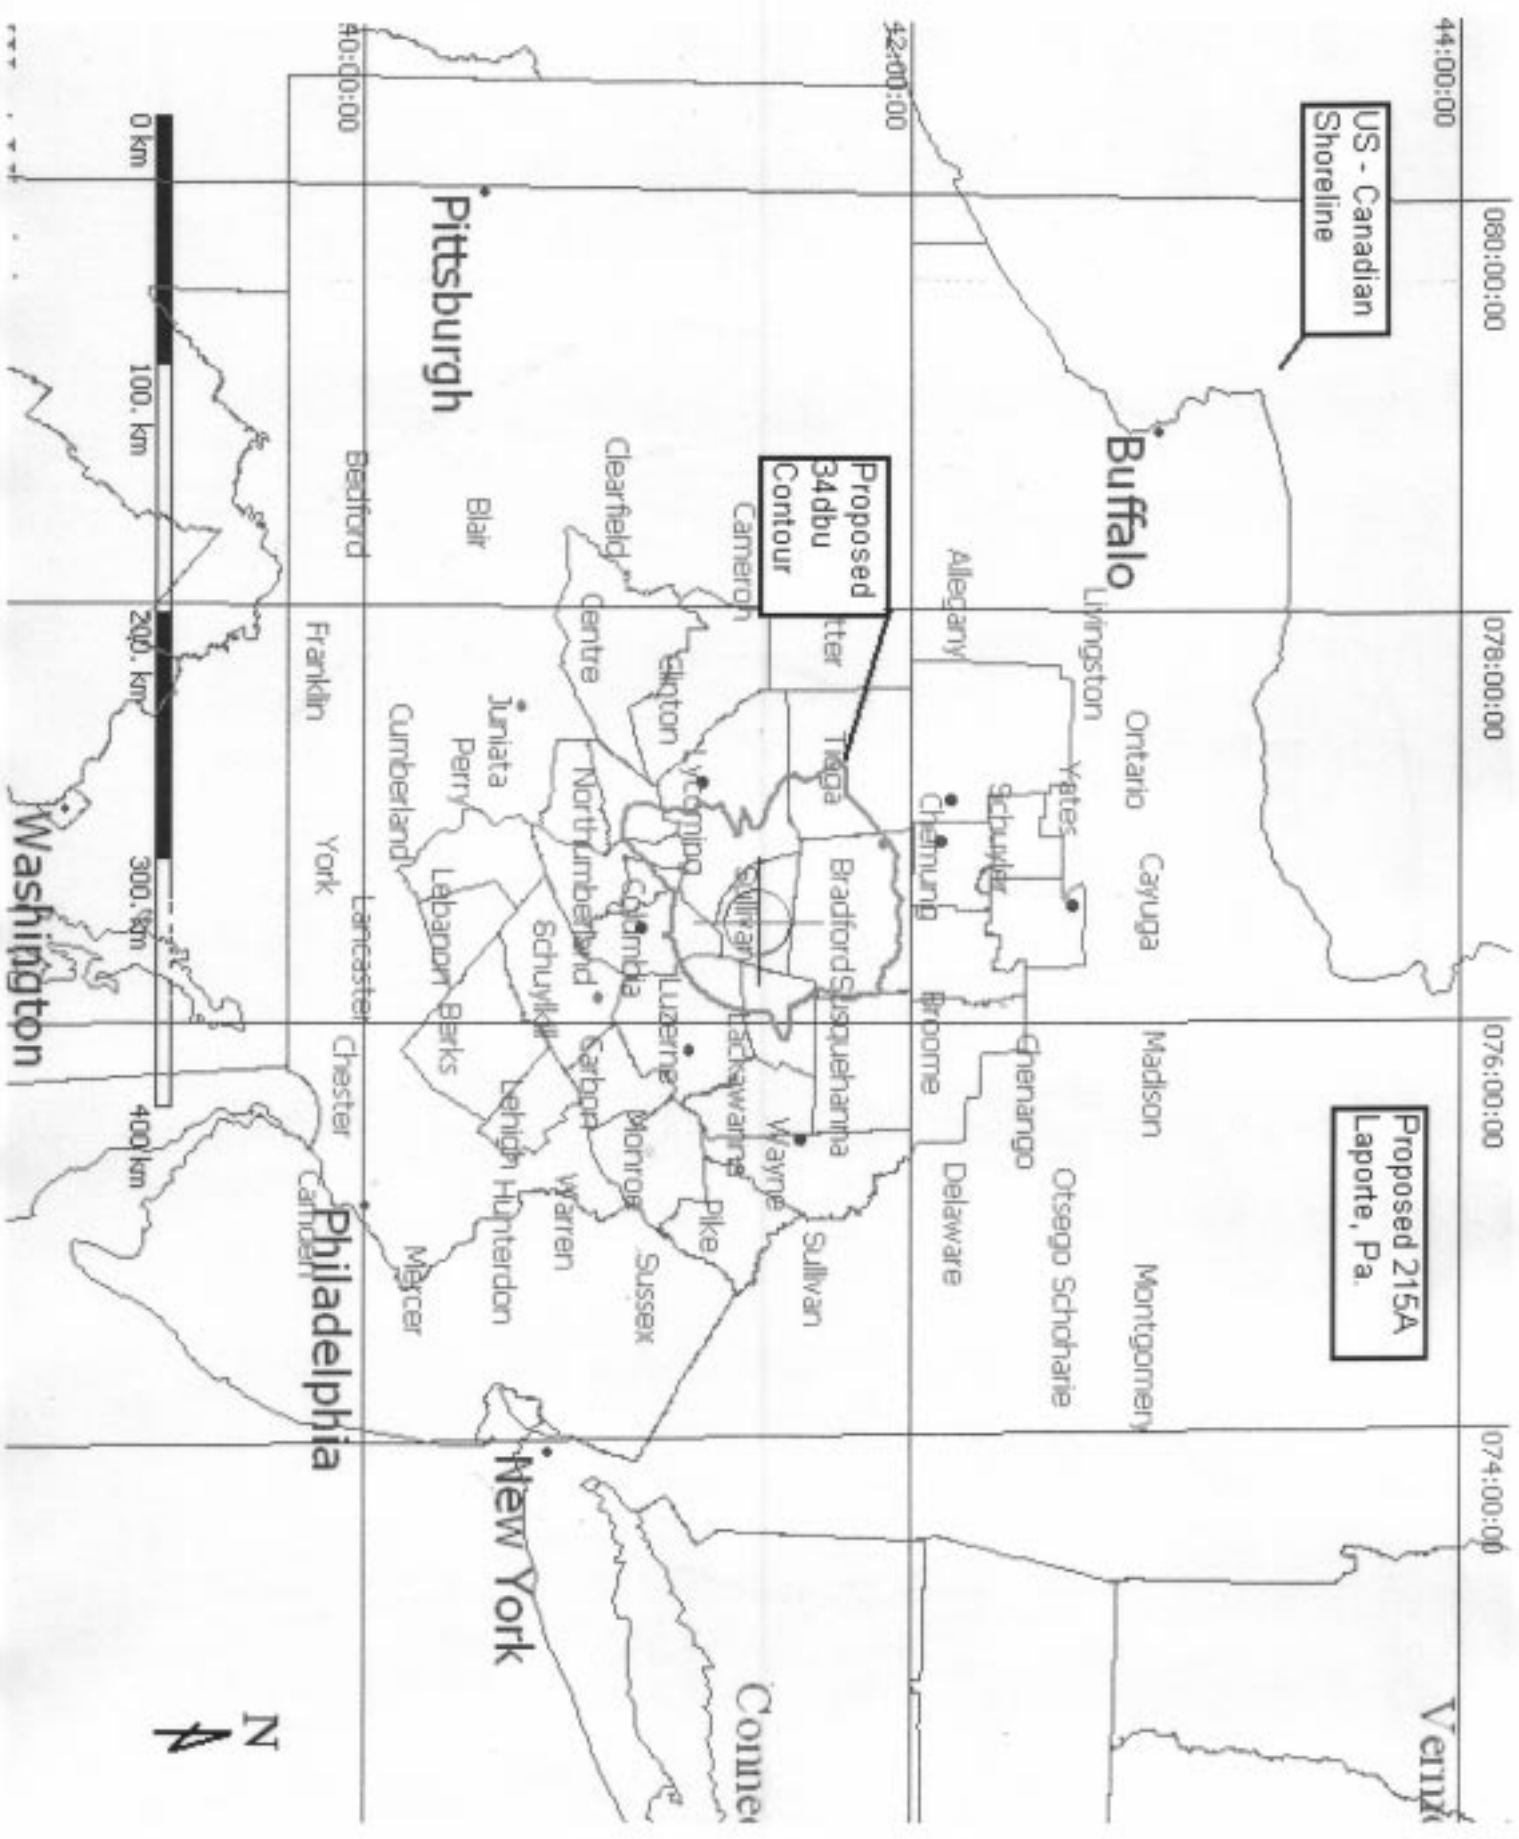 44:00:00
42:00:00
40:00:00
080:00:00
078:00:00
076:00:00
074:00:00
US - Canadian
Shoreline
Proposed 215A
Laporte, Pa.
Proposed
34dbu
Contour
Buffalo
Pittsburgh
Livingston
Ontario
Cayuga
Madison
Montgomery
Yates
Otsego
Schoharie
Schuyler
Chenango
Allegany
Chemung
Broome
Delaware
tter
Tioga
Bradford
Susquehanna
Sullivan
Cameron
Sullivan
Lackawanna
Wayne
Clinton
Lycoming
Luzerne
Pike
Clearfield
Centre
Columbia
Monroe
Sussex
Northumberland
Carbon
Warren
Schuylkill
Blair
Juniata
Perry
Lehigh
Hunterdon
Lebanon
Berks
Cumberland
Mercer
Bedford
Lancaster
Franklin
York
Chester
Camden
Philadelphia
New York
Washington
Conne
Verm
0 km
100. km
200. km
300. km
400 km
N